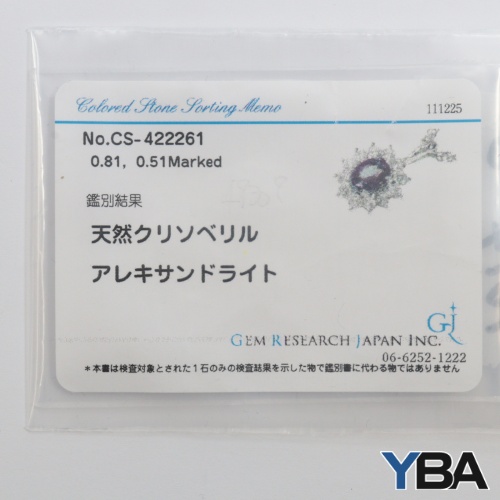 Colored Stone Sorting Memo
111225
No.CS-422261
0.81, 0.51Marked
鑑別結果
天然クリソベリル
アレキサンドライト
GJ
GEM RESEARCH JAPAN INC.
06-6252-1222
*本書は検査対象とされた1石のみの検査結果を示した物で鑑別書に代わる物ではありません
YBA